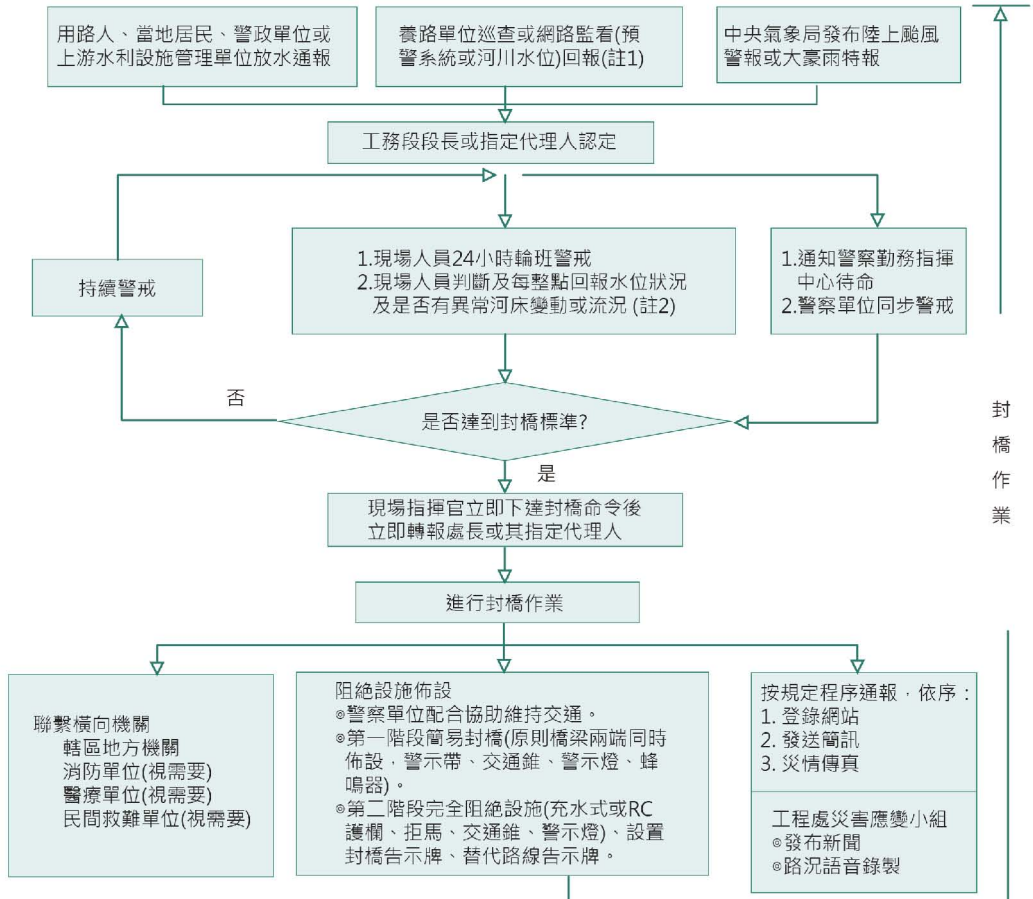 用路人、當地居民、警政單位或
上游水利設施管理單位放水通報
養路單位巡查或網路監看(預
警系統或河川水位)回報(註1)
中央氣象局發布陸上颱風
警報或大豪雨特報
工務段段長或指定代理人認定
持續警戒
1.現場人員24小時輪班警戒
2.現場人員判斷及每整點回報水位狀況
及是否有異常河床變動或流況 (註2)
1.通知警察勤務指揮
中心待命
2.警察單位同步警戒
否
是否達到封橋標準?
是
封橋作業
現場指揮官立即下達封橋命令後
立即轉報處長或其指定代理人
進行封橋作業
聯繫橫向機關
轄區地方機關
消防單位(視需要)
醫療單位(視需要)
民間救難單位(視需要)
阻絕設施佈設
◎警察單位配合協助維持交通。
◎第一階段簡易封橋(原則橋梁兩端同時
佈設，警示帶、交通錐、警示燈、蜂
鳴器)。
◎第二階段完全阻絕設施(充水式或RC
護欄、拒馬、交通錐、警示燈)、設置
封橋告示牌、替代路線告示牌。
按規定程序通報，依序：
1. 登錄網站
2. 發送簡訊
3. 災情傳真
工程處災害應變小組
◎發布新聞
◎路況語音錄製